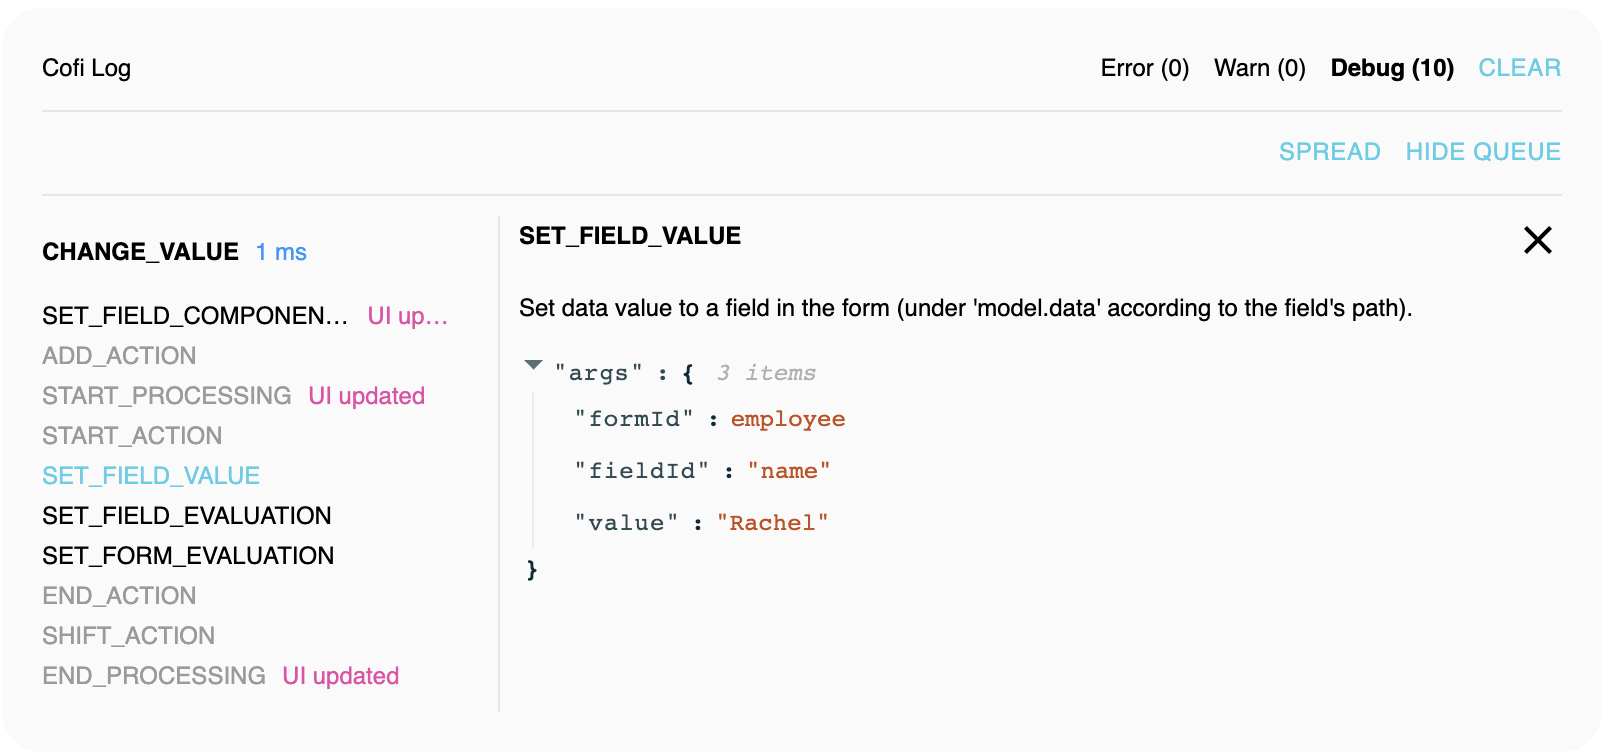 Cofi Log
Error (0) Warn (0) Debug (10) CLEAR
SPREAD HIDE QUEUE
CHANGE_VALUE 1 ms
SET_FIELD_COMPONEN... UI up...
ADD_ACTION
START_PROCESSING UI updated
START_ACTION
SET_FIELD_VALUE
SET_FIELD_EVALUATION
SET_FORM_EVALUATION
END_ACTION
SHIFT_ACTION
END_PROCESSING UI updated
SET_FIELD_VALUE
Set data value to a field in the form (under 'model.data' according to the field's path).
"args" : { 3 items
"formId" : employee
"fieldId" : "name"
"value" : "Rachel"
}